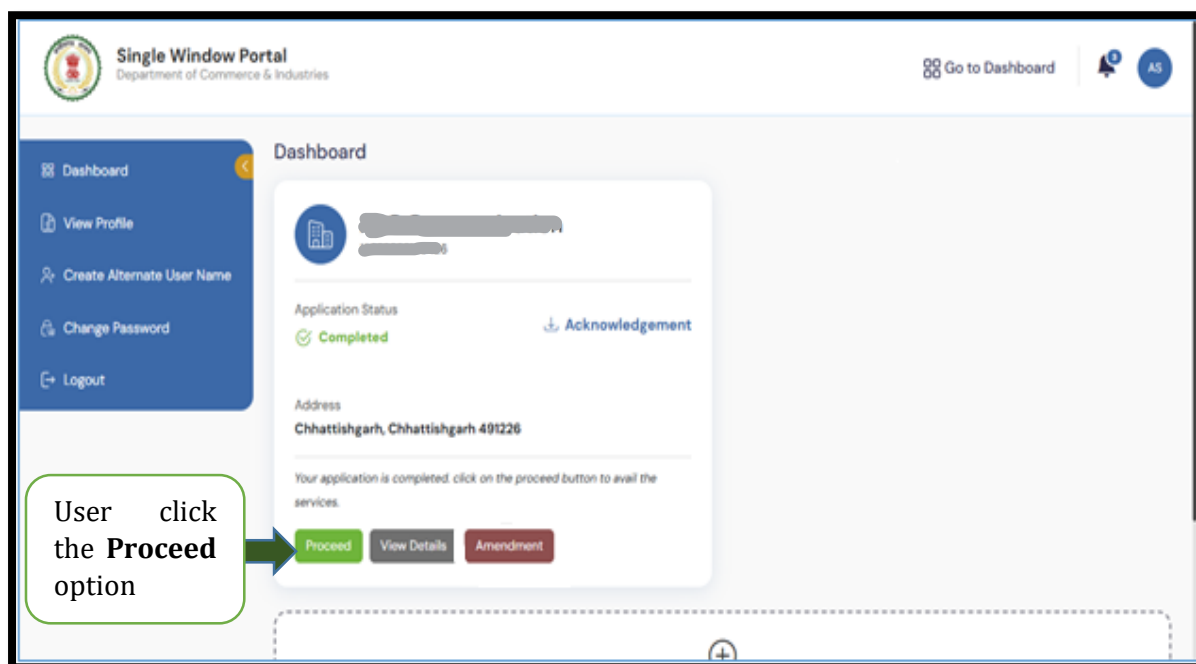 Single Window Portal
Department of Commerce & Industries
Go to Dashboard
3
AS
Dashboard
View Profile
Create Alternate User Name
Change Password
Logout
Dashboard
Application Status
Completed
Acknowledgement
Address
Chhattishgarh, Chhattishgarh 491226
Your application is completed. click on the proceed button to avail the
services.
Proceed
View Details
Amendment
User click
the Proceed
option